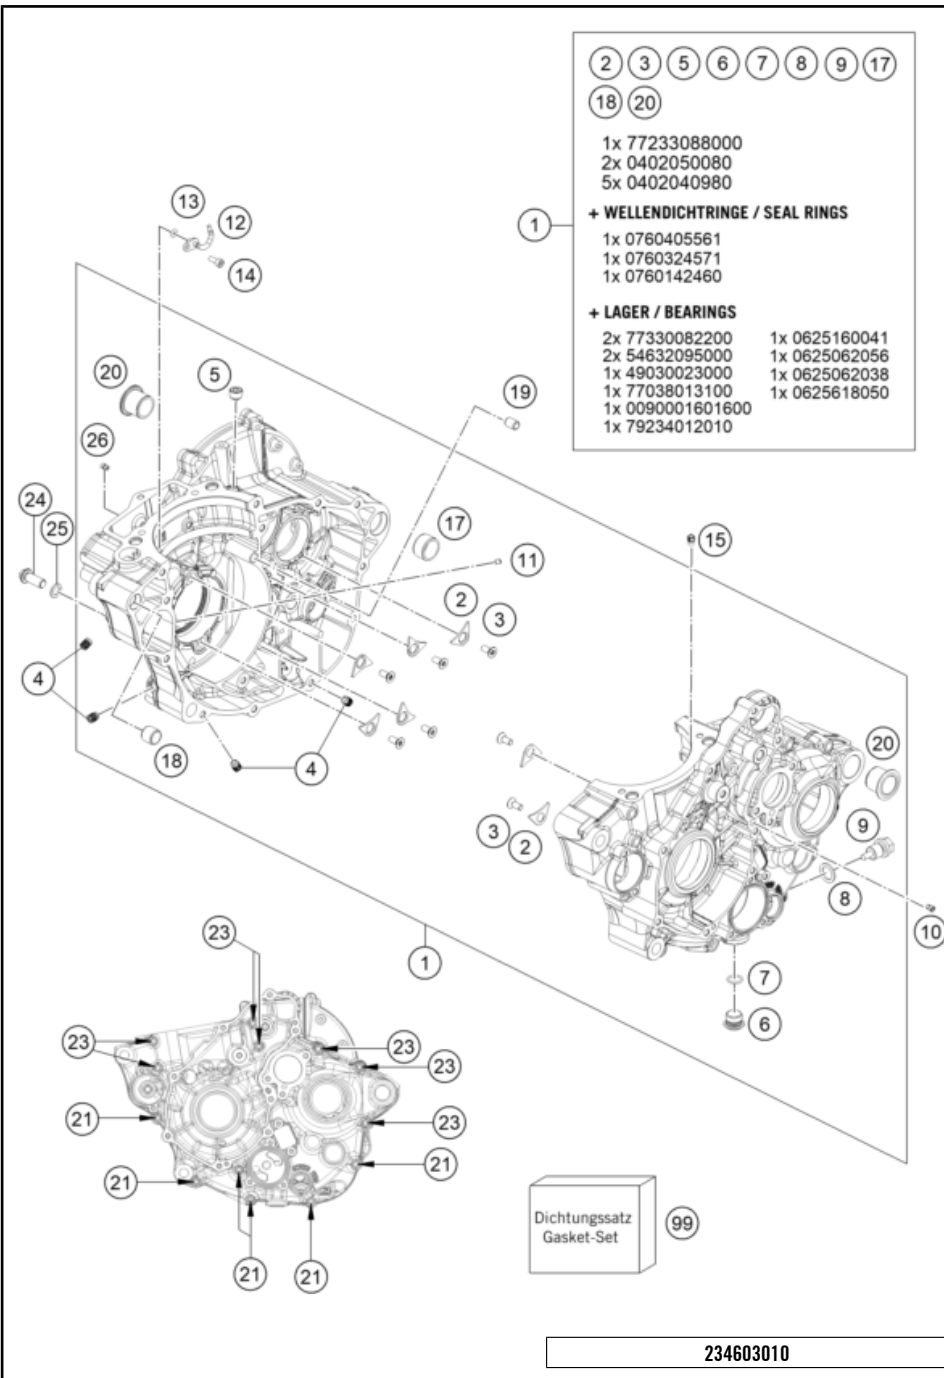 2 3 5 6 7 8 9 17
18 20
1x 77233088000
2x 0402050080
5x 0402040980
+ WELLENDICHTRINGE / SEAL RINGS
1
1x 0760405561
1x 0760324571
1x 0760142460
+ LAGER / BEARINGS
2x 77330082200 1x 0625160041
2x 54632095000 1x 0625062056
1x 49030023000 1x 0625062038
1x 77038013100 1x 0625618050
1x 0090001601600
1x 79234012010
13
12
14
20
5
19
26
24
25
17
15
11
2
3
4
18
4
20
9
3
2
8
10
1
7
6
23
23
23
23
21
23
21
21
21
21
Dichtungssatz
Gasket-Set
99
234603010